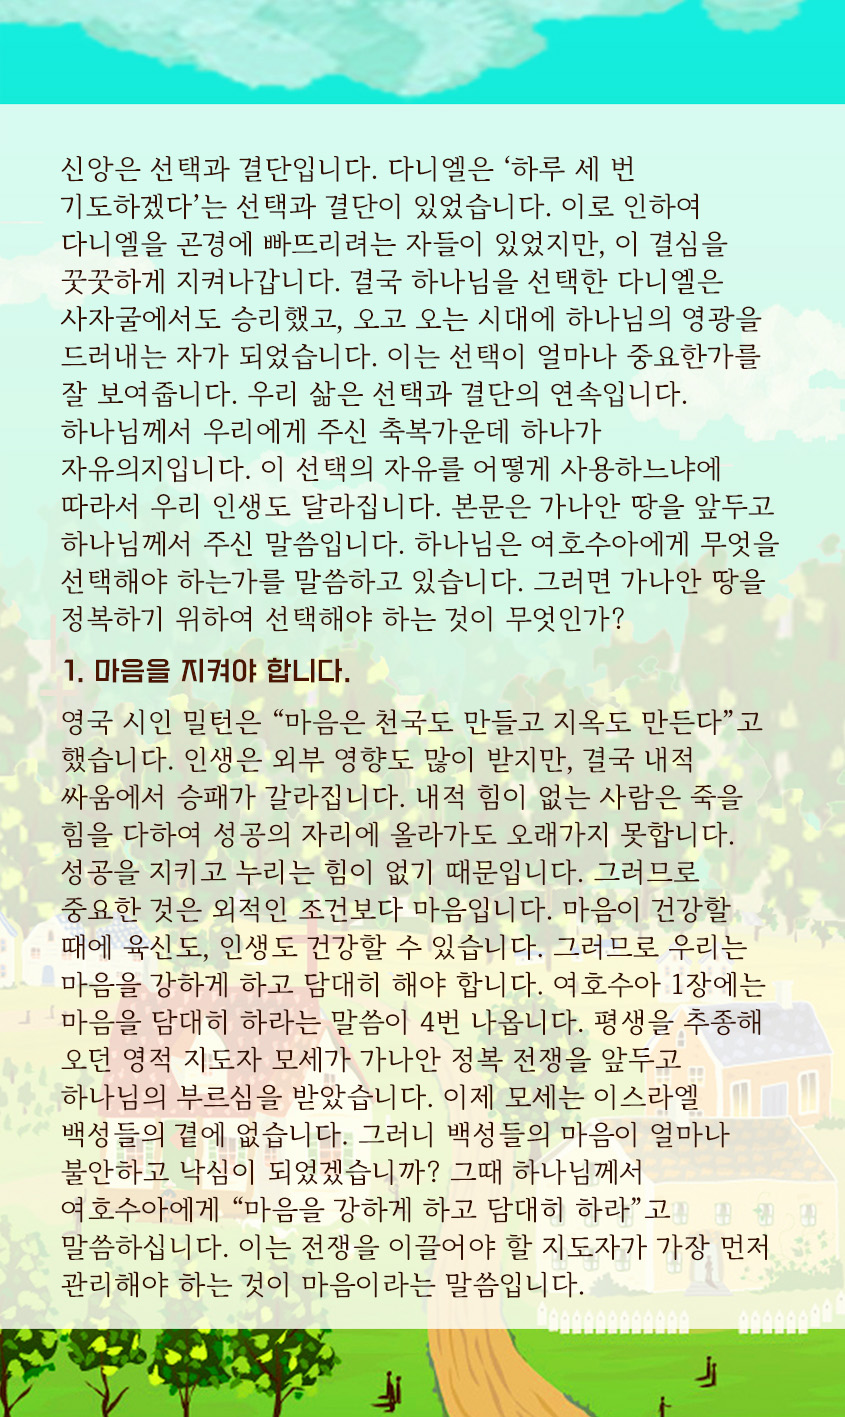 신앙은 선택과 결단입니다. 다니엘은 ‘하루 세 번
기도하겠다’는 선택과 결단이 있었습니다. 이로 인하여
다니엘을 곤경에 빠뜨리려는 자들이 있었지만, 이 결심을
꿋꿋하게 지켜나갑니다. 결국 하나님을 선택한 다니엘은
사자굴에서도 승리했고, 오고 오는 시대에 하나님의 영광을
드러내는 자가 되었습니다. 이는 선택이 얼마나 중요한가를
잘 보여줍니다. 우리 삶은 선택과 결단의 연속입니다.
하나님께서 우리에게 주신 축복가운데 하나가
자유의지입니다. 이 선택의 자유를 어떻게 사용하느냐에
따라서 우리 인생도 달라집니다. 본문은 가나안 땅을 앞두고
하나님께서 주신 말씀입니다. 하나님은 여호수아에게 무엇을
선택해야 하는가를 말씀하고 있습니다. 그러면 가나안 땅을
정복하기 위하여 선택해야 하는 것이 무엇인가?
1. 마음을 지켜야 합니다.
영국 시인 밀턴은 “마음은 천국도 만들고 지옥도 만든다”고
했습니다. 인생은 외부 영향도 많이 받지만, 결국 내적
싸움에서 승패가 갈라집니다. 내적 힘이 없는 사람은 죽을
힘을 다하여 성공의 자리에 올라가도 오래가지 못합니다.
성공을 지키고 누리는 힘이 없기 때문입니다. 그러므로
중요한 것은 외적인 조건보다 마음입니다. 마음이 건강할
때에 육신도, 인생도 건강할 수 있습니다. 그러므로 우리는
마음을 강하게 하고 담대히 해야 합니다. 여호수아 1장에는
마음을 담대히 하라는 말씀이 4번 나옵니다. 평생을 추종해
오던 영적 지도자 모세가 가나안 정복 전쟁을 앞두고
하나님의 부르심을 받았습니다. 이제 모세는 이스라엘
백성들의 곁에 없습니다. 그러니 백성들의 마음이 얼마나
불안하고 낙심이 되었겠습니까? 그때 하나님께서
여호수아에게 “마음을 강하게 하고 담대히 하라”고
말씀하십니다. 이는 전쟁을 이끌어야 할 지도자가 가장 먼저
관리해야 하는 것이 마음이라는 말씀입니다.